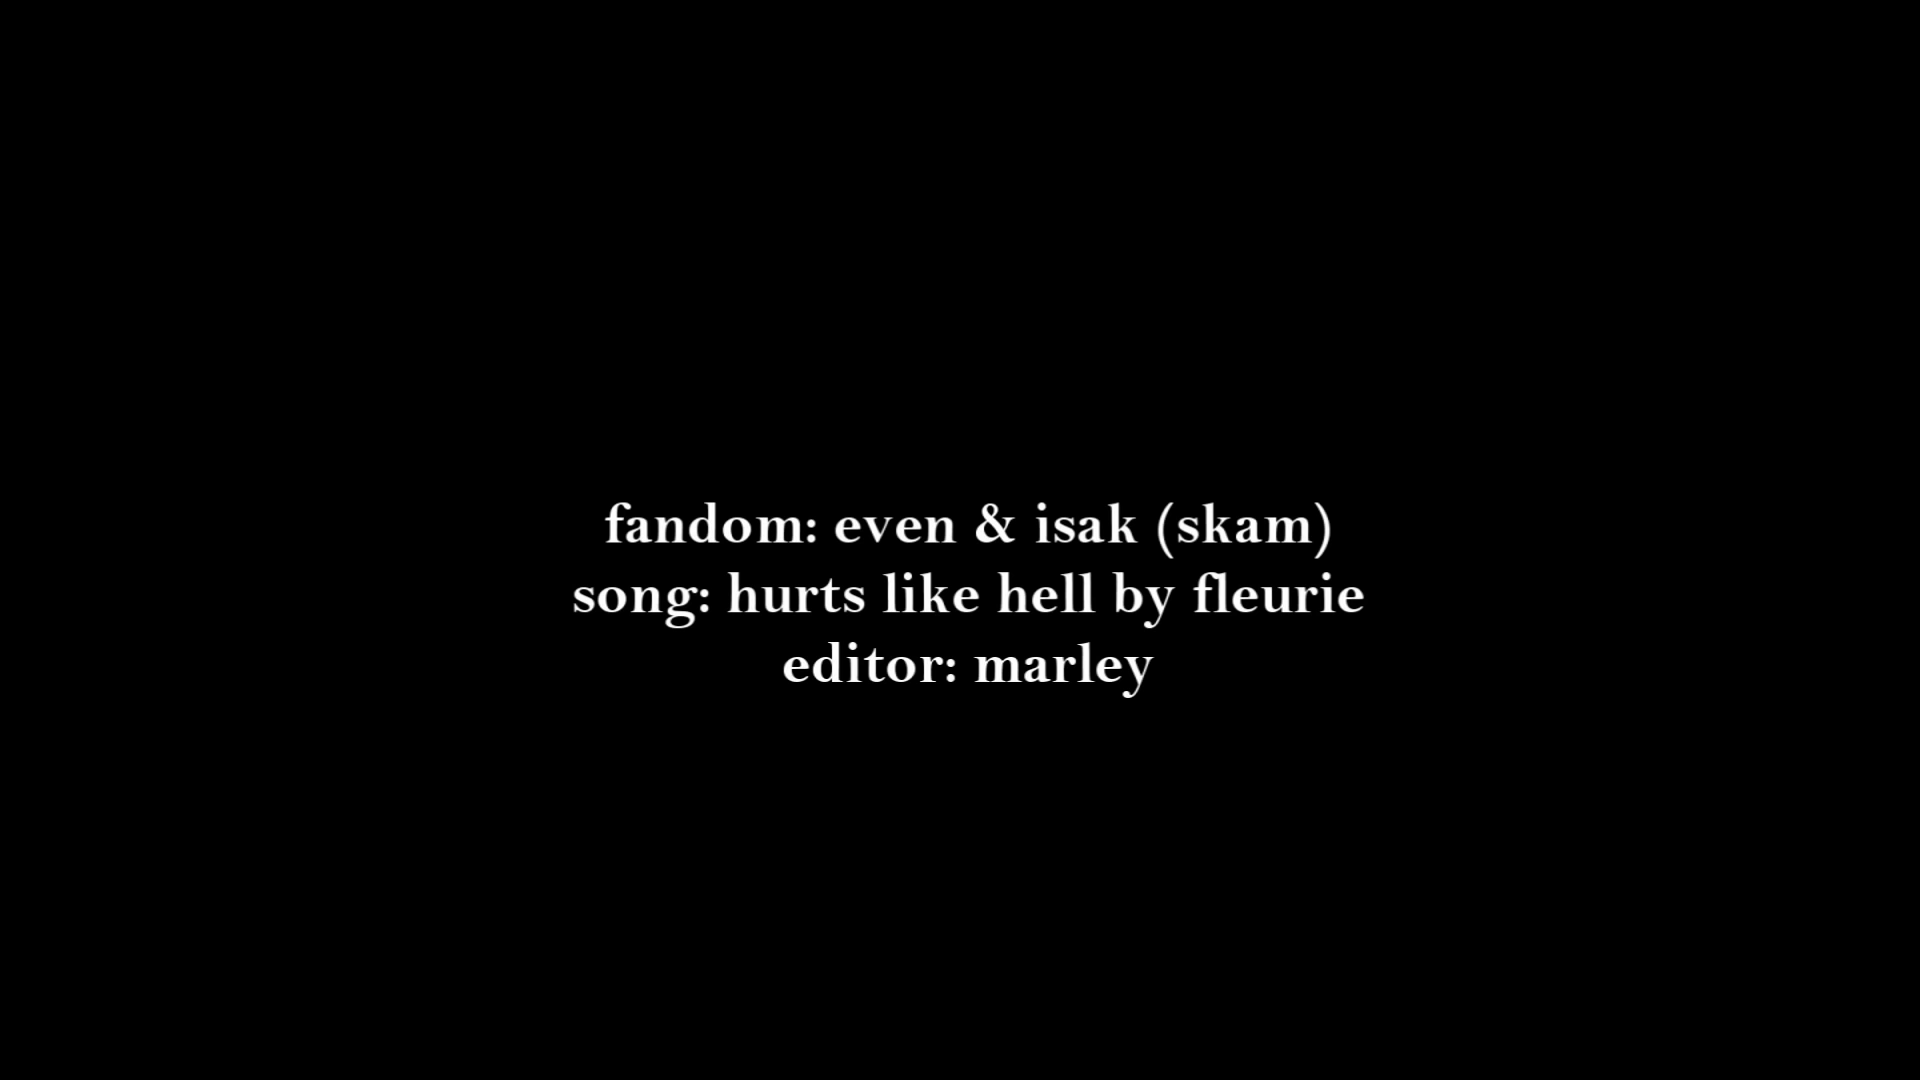 fandom: even & isak (skam)
song: hurts like hell by fleurie
editor: marley